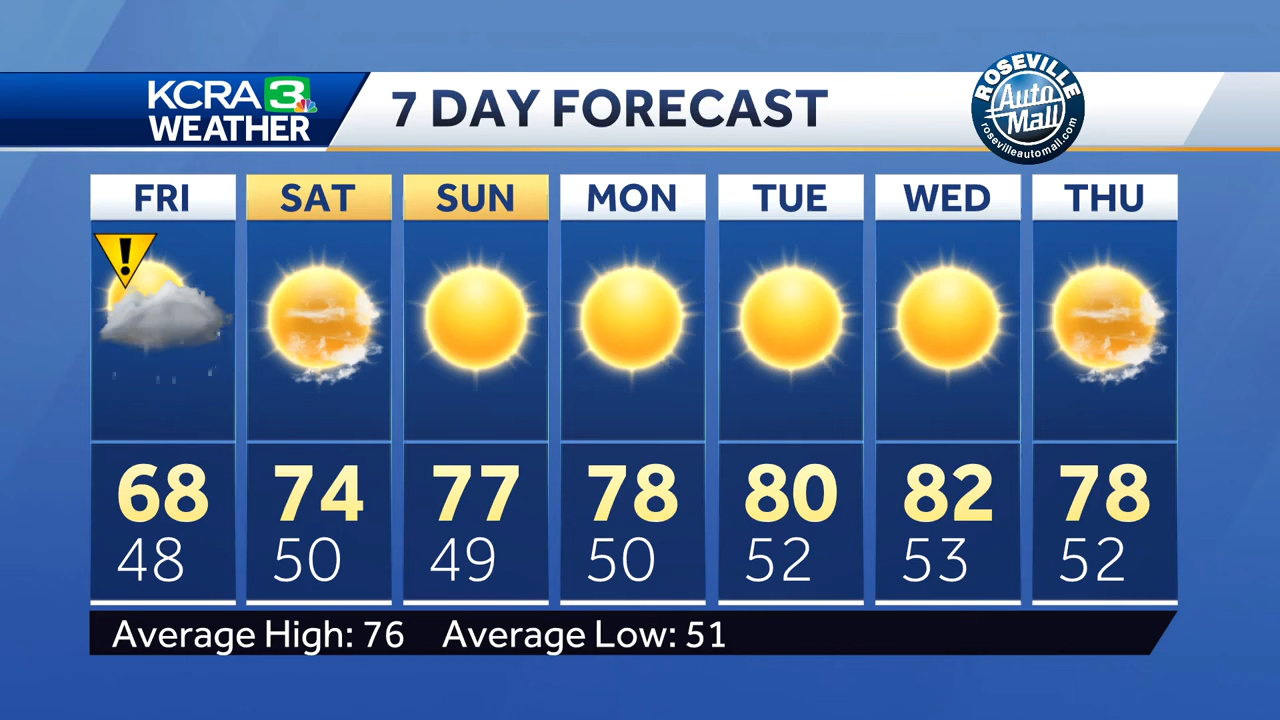 KCRA 3
WEATHER
7 DAY FORECAST
ROSEVILLE
Auto
Mall
rosevilleautomall.com
FRI SAT SUN MON TUE WED THU
!
68 74 77 78 80 82 78
48 50 49 50 52 53 52
Average High: 76 Average Low: 51